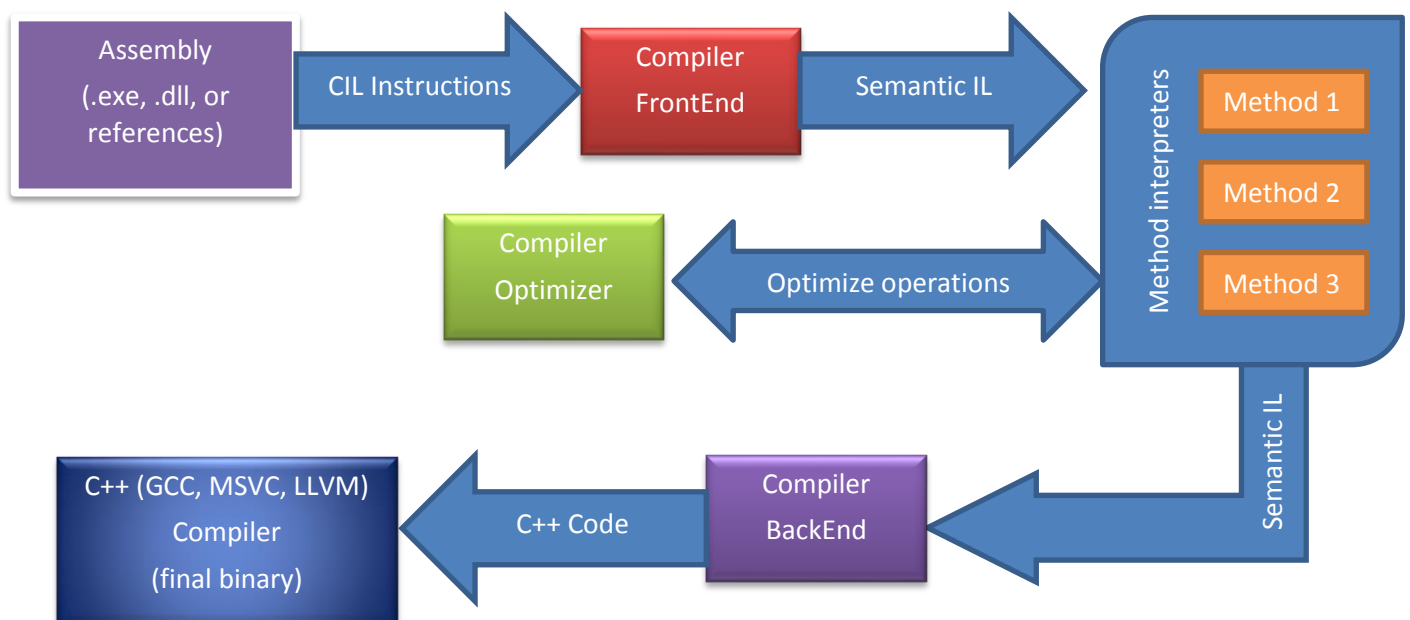 Assembly
(.exe, .dll, or
references)
CIL Instructions
Compiler
FrontEnd
Semantic IL
Method interpreters
Method 1
Method 2
Method 3
Compiler
Optimizer
Optimize operations
Semantic IL
Compiler
BackEnd
C++ Code
C++ (GCC, MSVC, LLVM)
Compiler
(final binary)